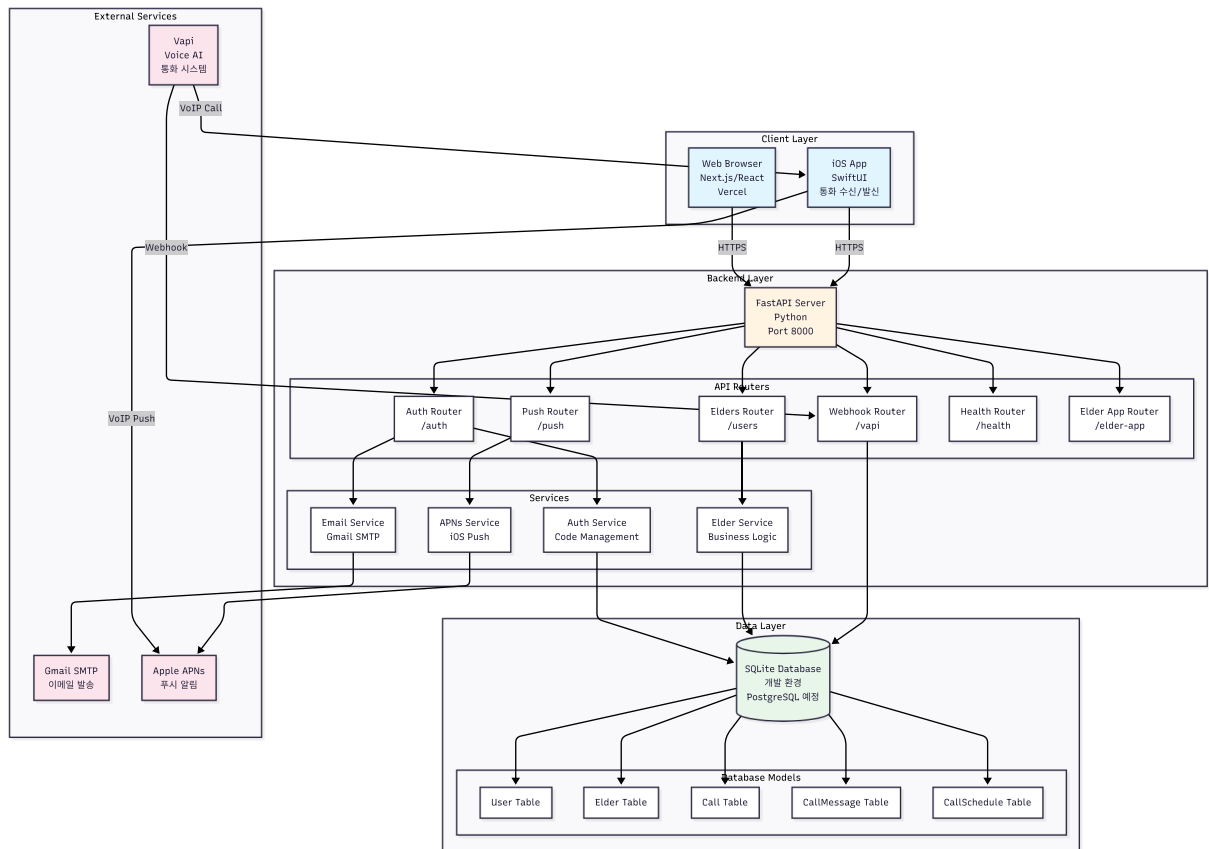 External Services
Vapi
Voice AI
통화 시스템
VoIP Call
Client Layer
Web Browser
Next.js/React
Vercel
iOS App
SwiftUI
통화 수신/발신
Webhook
HTTPS
HTTPS
Backend Layer
FastAPI Server
Python
Port 8000
API Routers
Auth Router
/auth
Push Router
/push
Elders Router
/users
Webhook Router
/vapi
Health Router
/health
Elder App Router
/elder-app
VoIP Push
Services
Email Service
Gmail SMTP
APNs Service
iOS Push
Auth Service
Code Management
Elder Service
Business Logic
Data Layer
Gmail SMTP
이메일 발송
Apple APNs
푸시 알림
SQLite Database
개발 환경
PostgreSQL 예정
Database Models
User Table
Elder Table
Call Table
CallMessage Table
CallSchedule Table